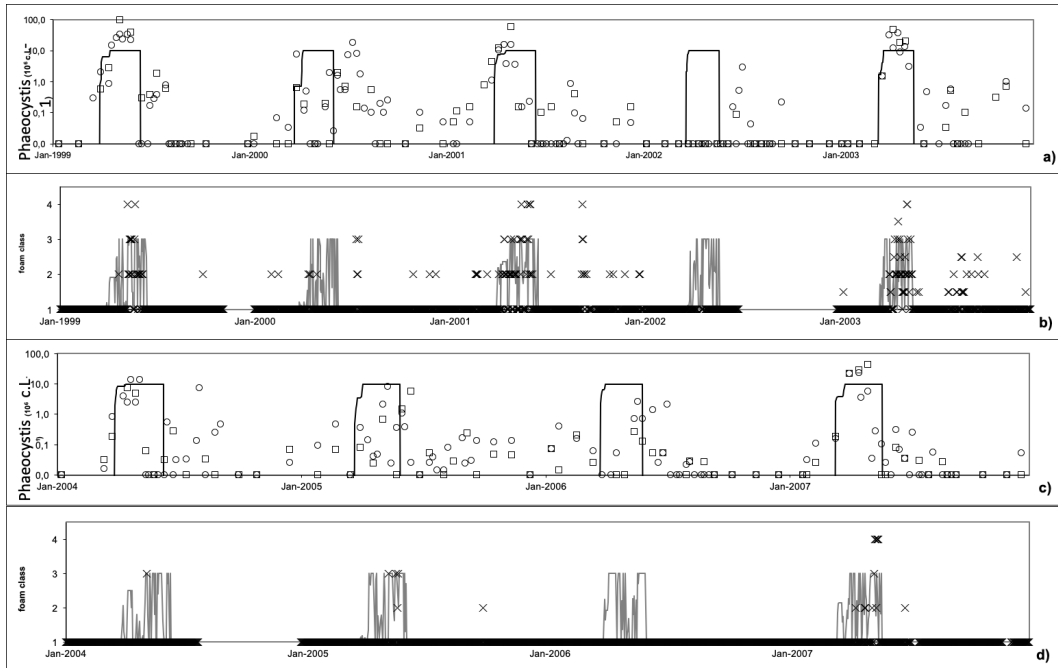 100,0
10,0
1,0
0,1
0,0
Phaeocystis (10⁶ c.L⁻
1)
Jan-1999 Jan-2000 Jan-2001 Jan-2002 Jan-2003
a)
4
3
2
1
foam class
Jan-1999 Jan-2000 Jan-2001 Jan-2002 Jan-2003
b)
100,0
10,0
1,0
0,1
0,0
Phaeocystis (10⁶ c.L⁻
¹)
Jan-2004 Jan-2005 Jan-2006 Jan-2007
c)
4
3
2
1
foam class
Jan-2004 Jan-2005 Jan-2006 Jan-2007
d)